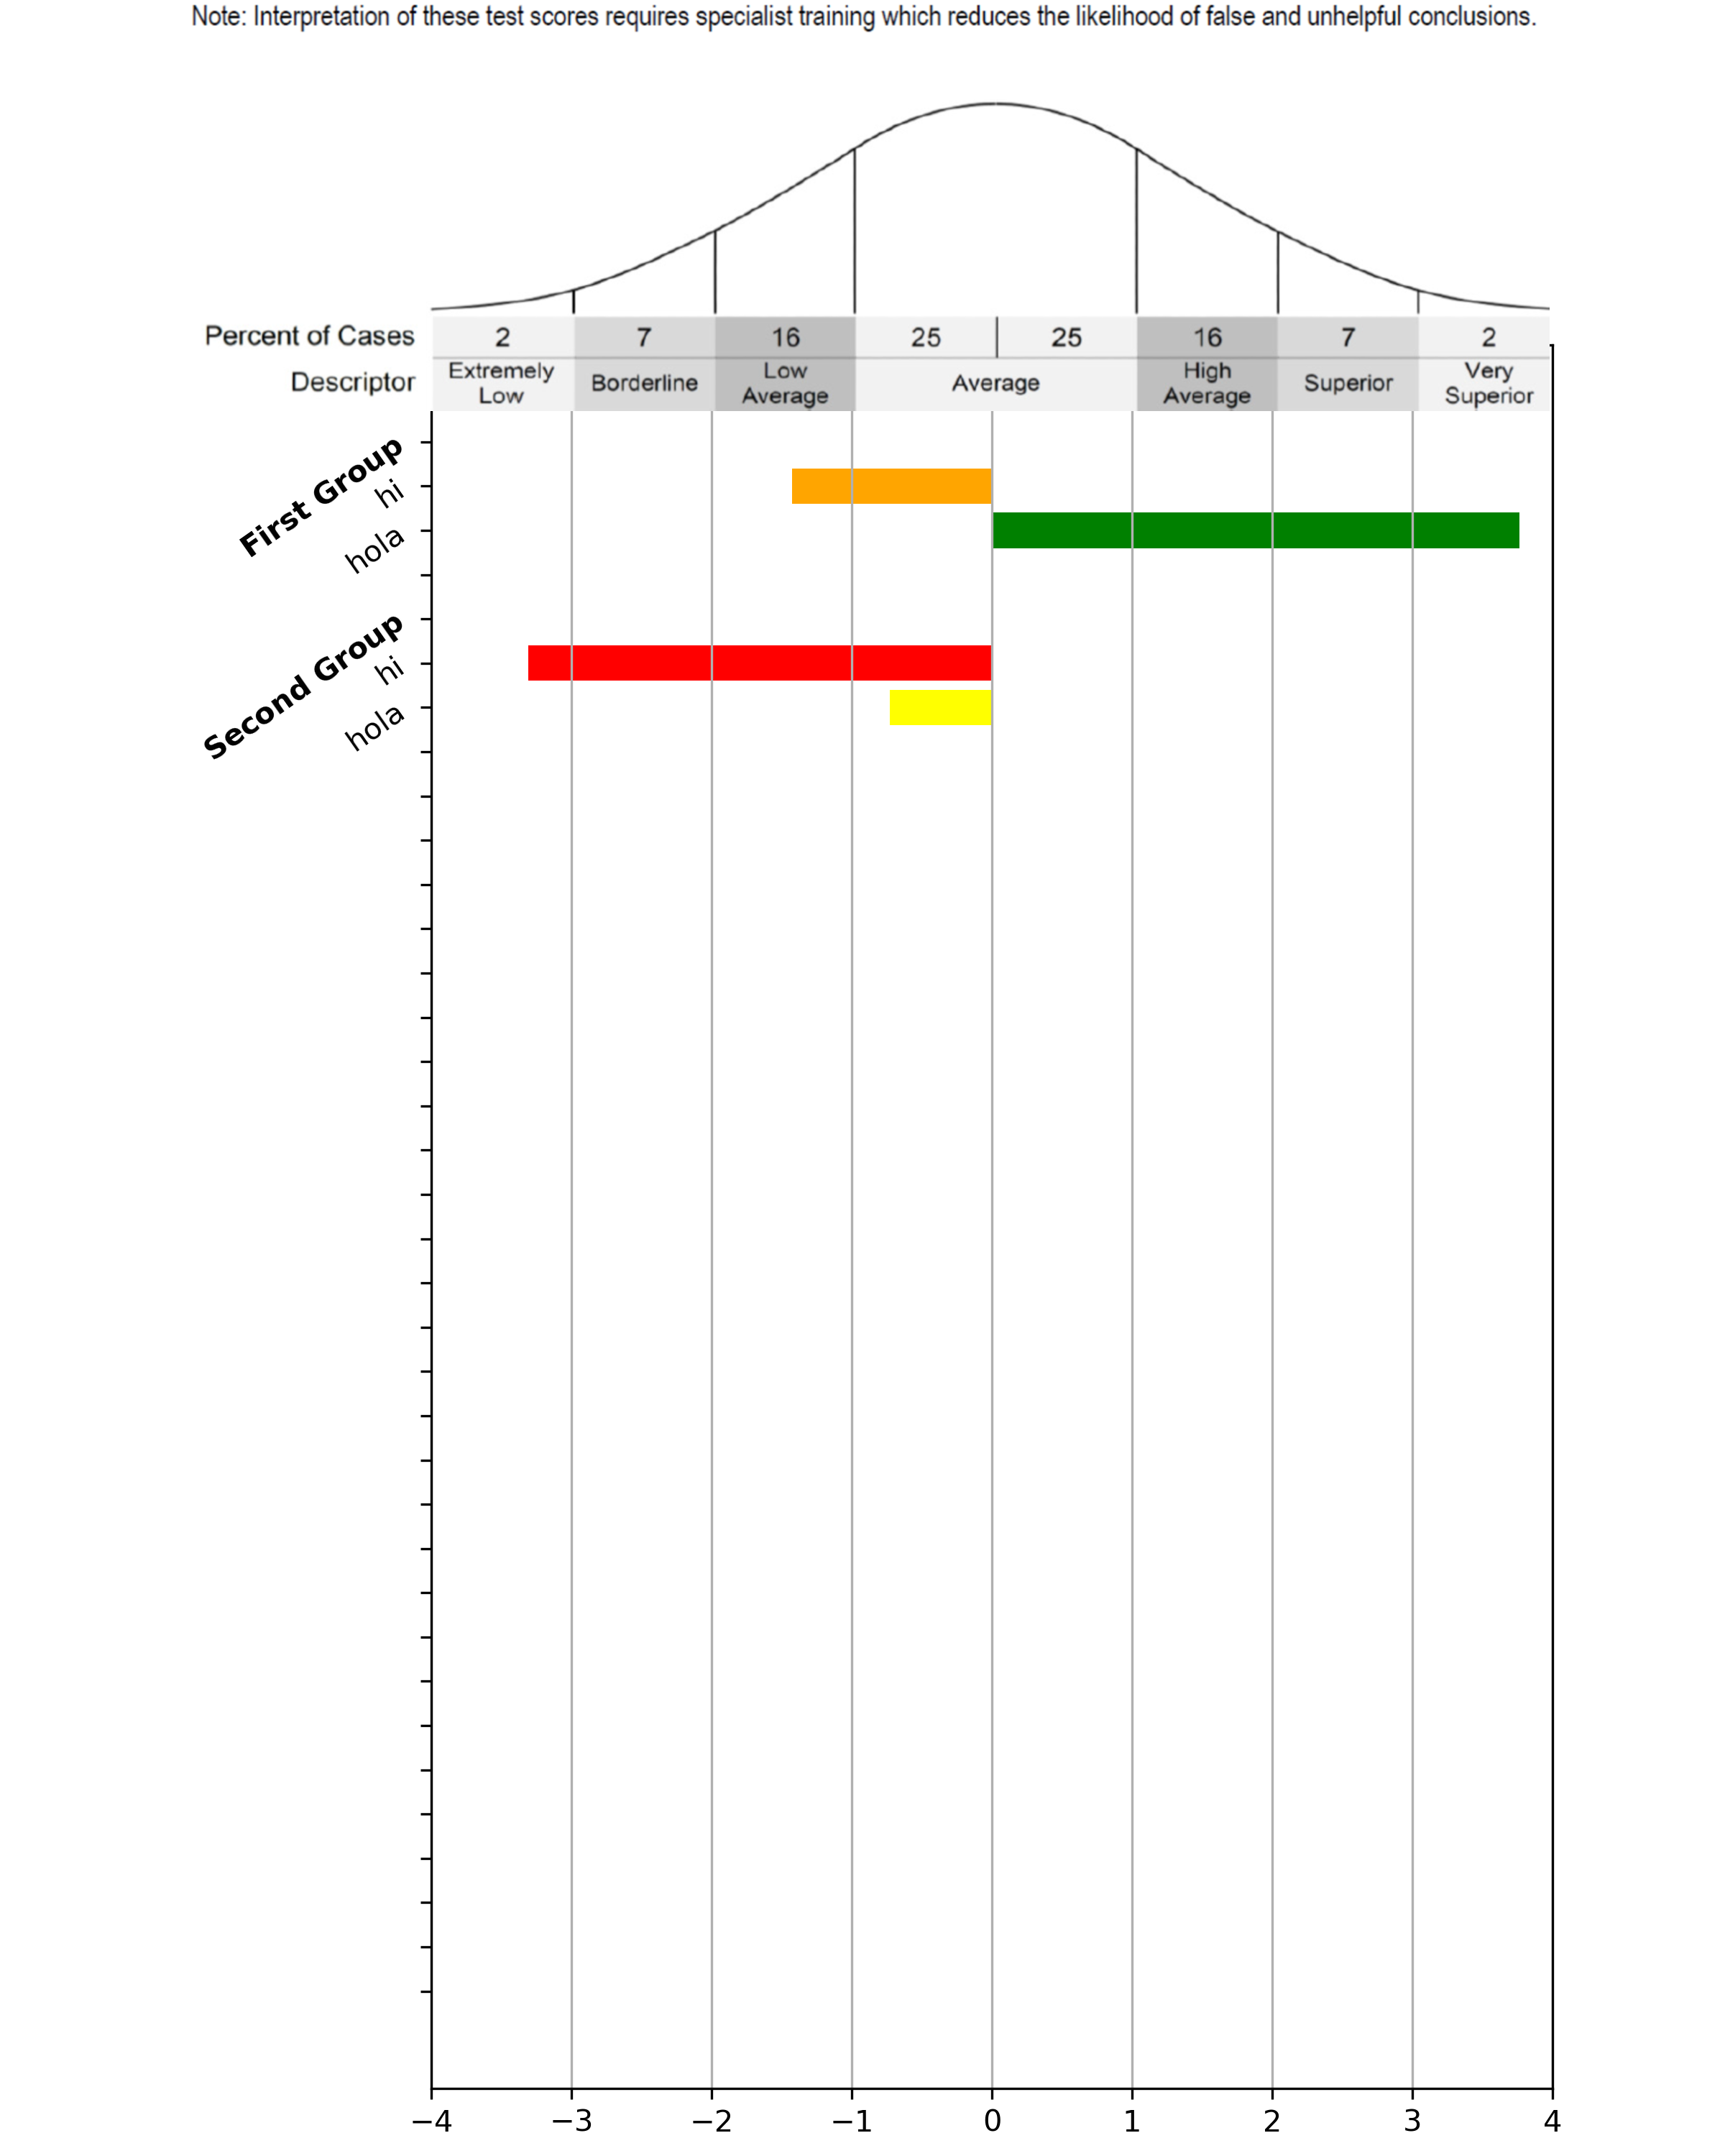 Note: Interpretation of these test scores requires specialist training which reduces the likelihood of false and unhelpful conclusions.
Percent of Cases 2 7 16 25 25 16 7 2
Descriptor Extremely Low Borderline Low Average Average High Average Superior Very Superior
First Group
hi
hola
Second Group
hi
hola
−4 −3 −2 −1 0 1 2 3 4